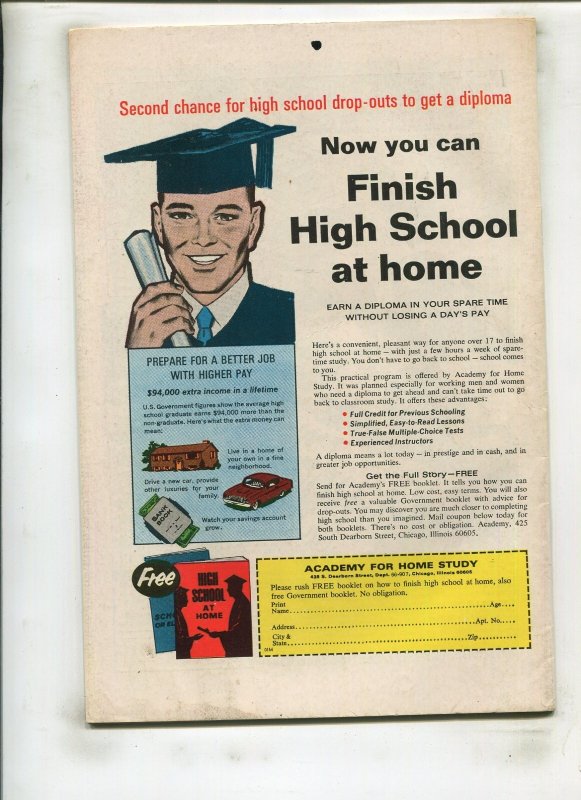 Second chance for high school drop-outs to get a diploma
Now you can
Finish
High School
at home
EARN A DIPLOMA IN YOUR SPARE TIME
WITHOUT LOSING A DAY'S PAY
Here's a convenient, pleasant way for anyone over 17 to finish
high school at home – with just a few hours a week of spare-
time study. You don't have to go back to school – school comes
to you.
This practical program is offered by Academy for Home
Study. It was planned especially for working men and women
who need a diploma to get ahead and can't take time out to go
back to classroom study. It offers these advantages:
• Full Credit for Previous Schooling
• Simplified, Easy-to-Read Lessons
• True-False Multiple-Choice Tests
• Experienced Instructors
A diploma means a lot today – in prestige and in cash, and in
greater job opportunities.
Get the Full Story–FREE
Send for Academy's FREE booklet. It tells you how you can
finish high school at home. Low cost, easy terms. You will also
receive free a valuable Government booklet with advice for
drop-outs. You may discover you are much closer to completing
high school than you imagined. Mail coupon below today for
both booklets. There's no cost or obligation. Academy, 425
South Dearborn Street, Chicago, Illinois 60605.
PREPARE FOR A BETTER JOB
WITH HIGHER PAY
$94,000 extra income in a lifetime
U.S. Government figures show the average high
school graduate earns $94,000 more than the
non-graduate. Here's what the extra money can
mean:
Live in a home of
your own in a fine
neighborhood.
Drive a new car, provide
other luxuries for your
family.
BANK
BOOK
Watch your savings account
grow.
Free
HIGH
SCHOOL
AT
HOME
ACADEMY FOR HOME STUDY
Dearborn Street, Dept. Chicago, Illinois 60605
Please rush FREE booklet on how to finish high school at home, also
free Government booklet. No obligation.
Print
Name Age
Address Apt. No.
City &
State Zip